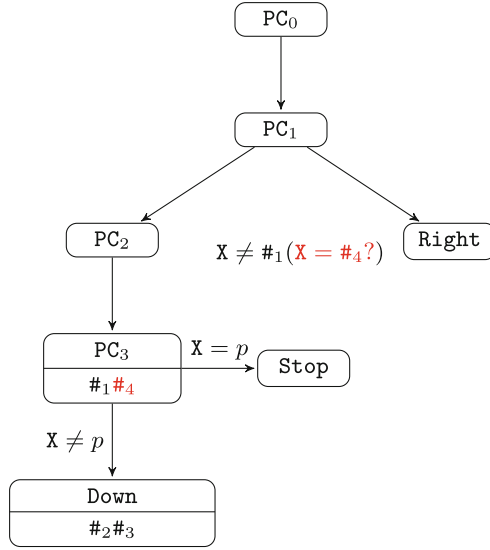 PC₀
PC₁
PC₂
X ≠ #₁(X = #₄?)
Right
PC₃
#₁#₄
X = p
Stop
X ≠ p
Down
#₂#₃